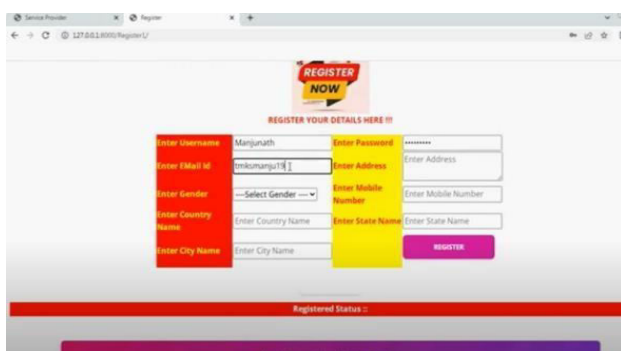 Service Provider
Register
127.0.0.1:8000/Register1/
REGISTER
NOW
REGISTER YOUR DETAILS HERE !!!
Enter Username Manjunath Enter Password •••••••••
Enter EMail Id tmksmanju19 Enter Address Enter Address
Enter Gender ---Select Gender --- Enter Mobile Number Enter Mobile Number
Enter Country Name Enter Country Name Enter State Name Enter State Name
Enter City Name Enter City Name REGISTER
Registered Status ::